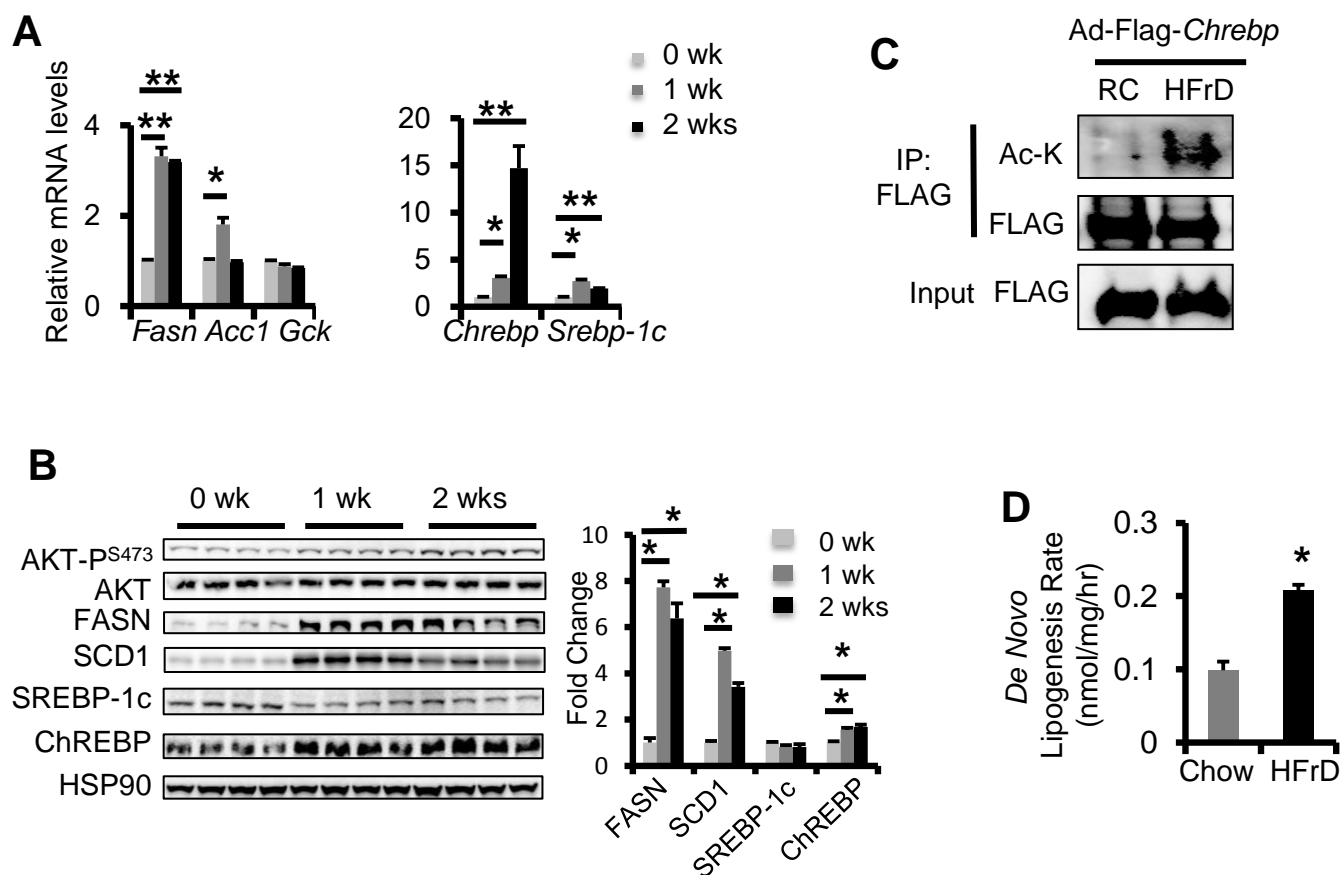 A
Relative mRNA levels
4
2
0
**
**
*
Fasn Acc1 Gck
20
15
10
5
0
**
*
**
*
Chrebp Srebp-1c
0 wk
1 wk
2 wks
C
Ad-Flag-Chrebp
RC HFrD
IP:
FLAG
Ac-K
FLAG
Input FLAG
B
0 wk 1 wk 2 wks
AKT-P^S473
AKT
FASN
SCD1
SREBP-1c
ChREBP
HSP90
Fold Change
10
8
6
4
2
0
*
*
*
*
*
*
0 wk
1 wk
2 wks
FASN
SCD1
SREBP-1c
ChREBP
D
De Novo
Lipogenesis Rate
(nmol/mg/hr)
0.3
0.2
0.1
0
*
Chow HFrD